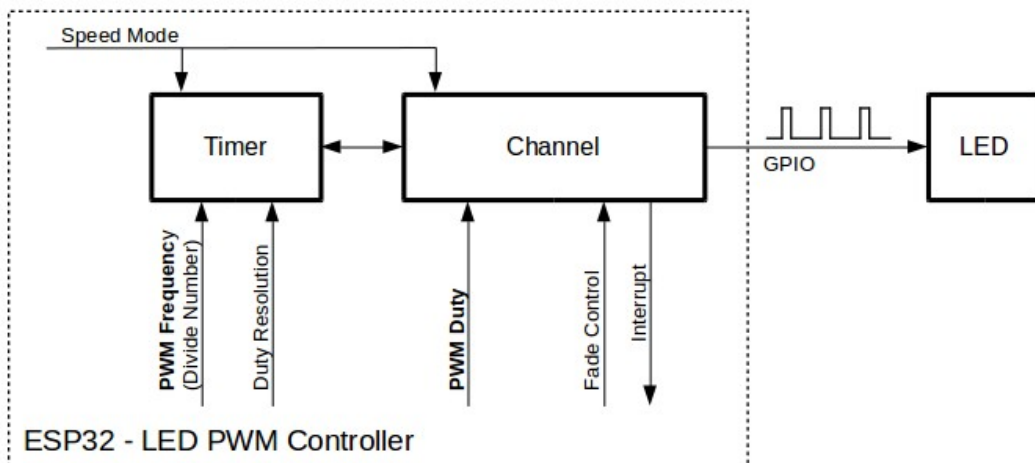 Speed Mode
Timer
Channel
GPIO
LED
PWM Frequency
(Divide Number)
Duty Resolution
PWM Duty
Fade Control
Interrupt
ESP32 - LED PWM Controller